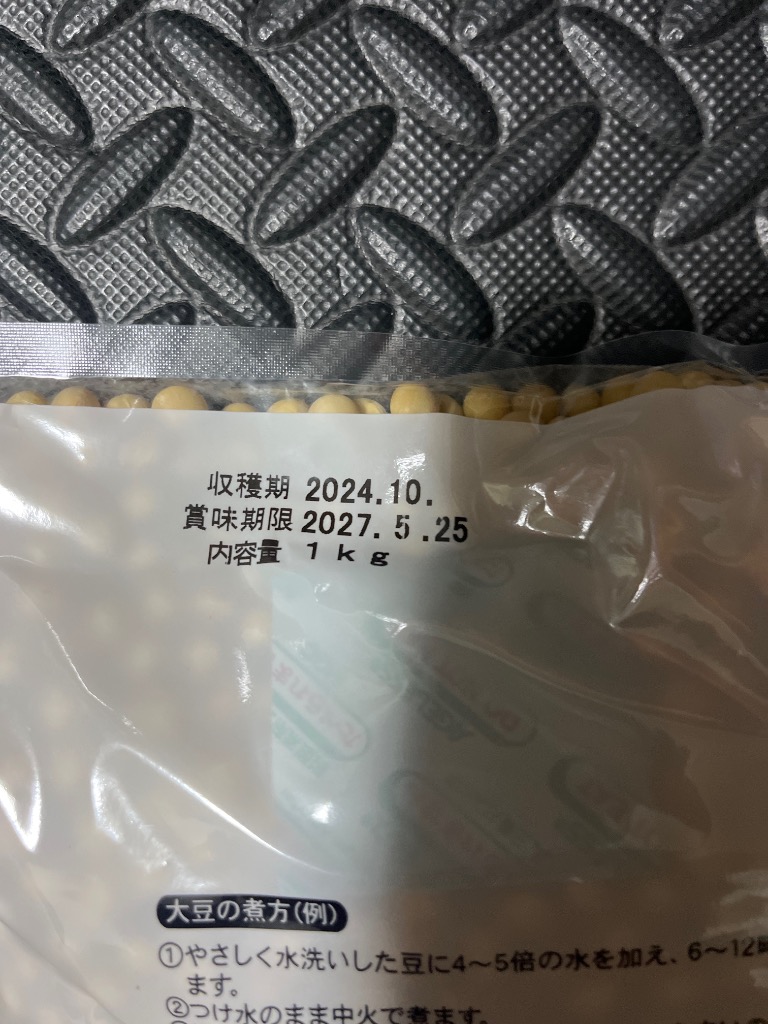 収穫期 2024.10.
賞味期限 2027. 5 .25
内容量 1kg
大豆の煮方(例)
①やさしく水洗いした豆に4〜5倍の水を加え、6〜12
ます。
②つけ水のまま中火で煮ます。